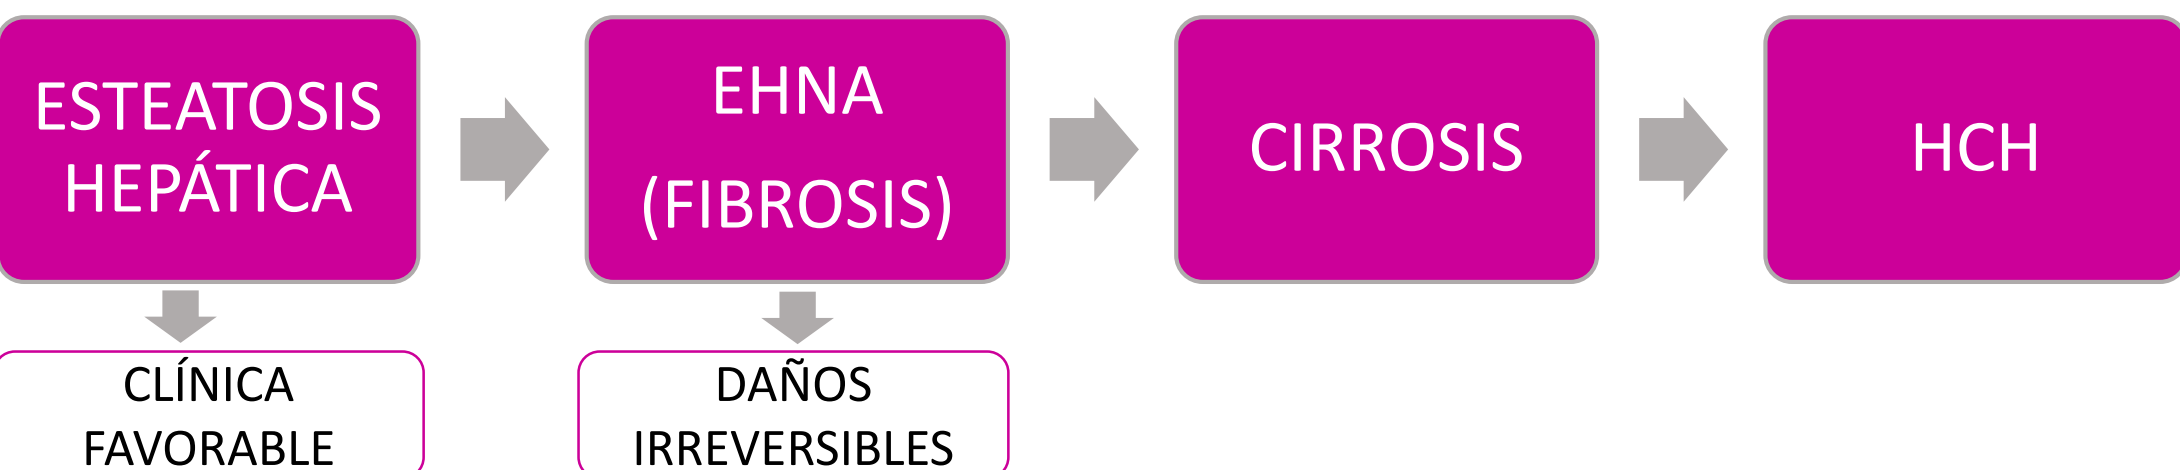 ESTEATOSIS
HEPÁTICA
EHNA
(FIBROSIS)
CIRROSIS
HCH
CLÍNICA
FAVORABLE
DAÑOS
IRREVERSIBLES